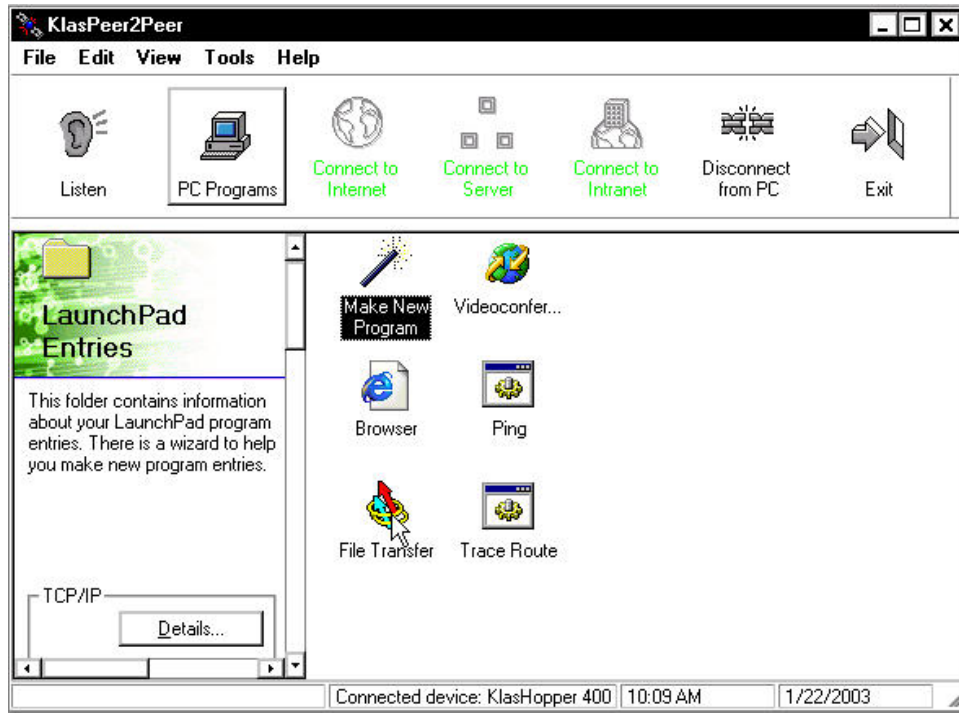 KlasPeer2Peer
File Edit View Tools Help
Listen
PC Programs
Connect to
Internet
Connect to
Server
Connect to
Intranet
Disconnect
from PC
Exit
LaunchPad
Entries
This folder contains information
about your LaunchPad program
entries. There is a wizard to help
you make new program entries.
TCP/IP
Details...
Make New
Program
Videoconfer...
Browser
Ping
File Transfer
Trace Route
Connected device: KlasHopper 400
10:09 AM
1/22/2003